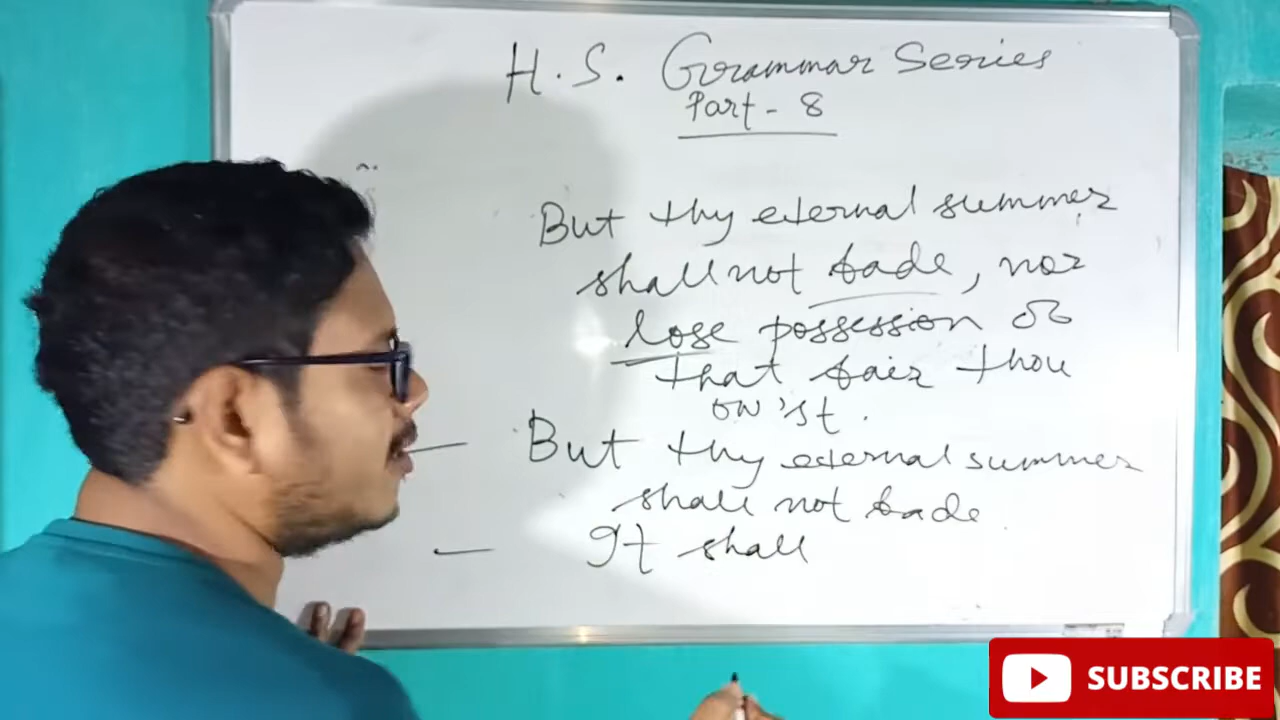 H.S. Grammar Series
Part - 8
But thy eternal summer
shall not fade, nor
lose possession of
that fair thou
ow'st.
— But thy eternal summer
shall not fade
— It shall
SUBSCRIBE